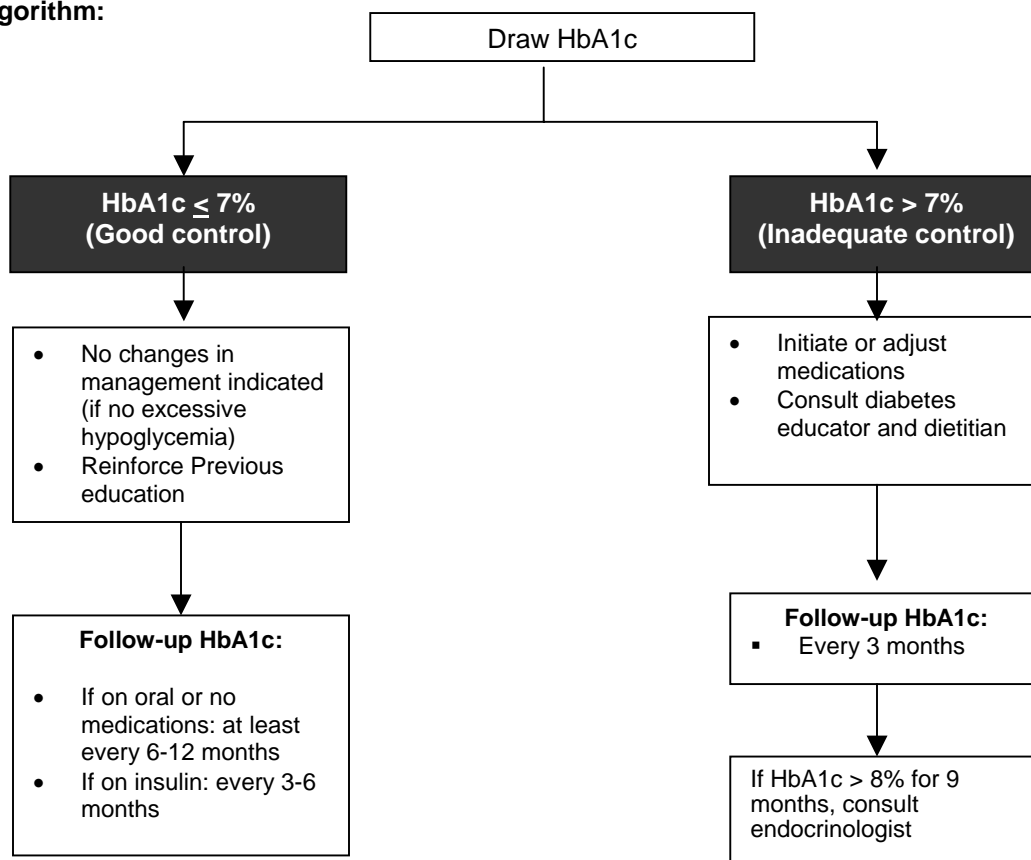 gorithm:
Draw HbA1c
HbA1c ≤ 7%
(Good control)
HbA1c > 7%
(Inadequate control)
• No changes in
management indicated
(if no excessive
hypoglycemia)
• Reinforce Previous
education
• Initiate or adjust
medications
• Consult diabetes
educator and dietitian
Follow-up HbA1c:
• If on oral or no
medications: at least
every 6-12 months
• If on insulin: every 3-6
months
Follow-up HbA1c:
▪ Every 3 months
If HbA1c > 8% for 9
months, consult
endocrinologist